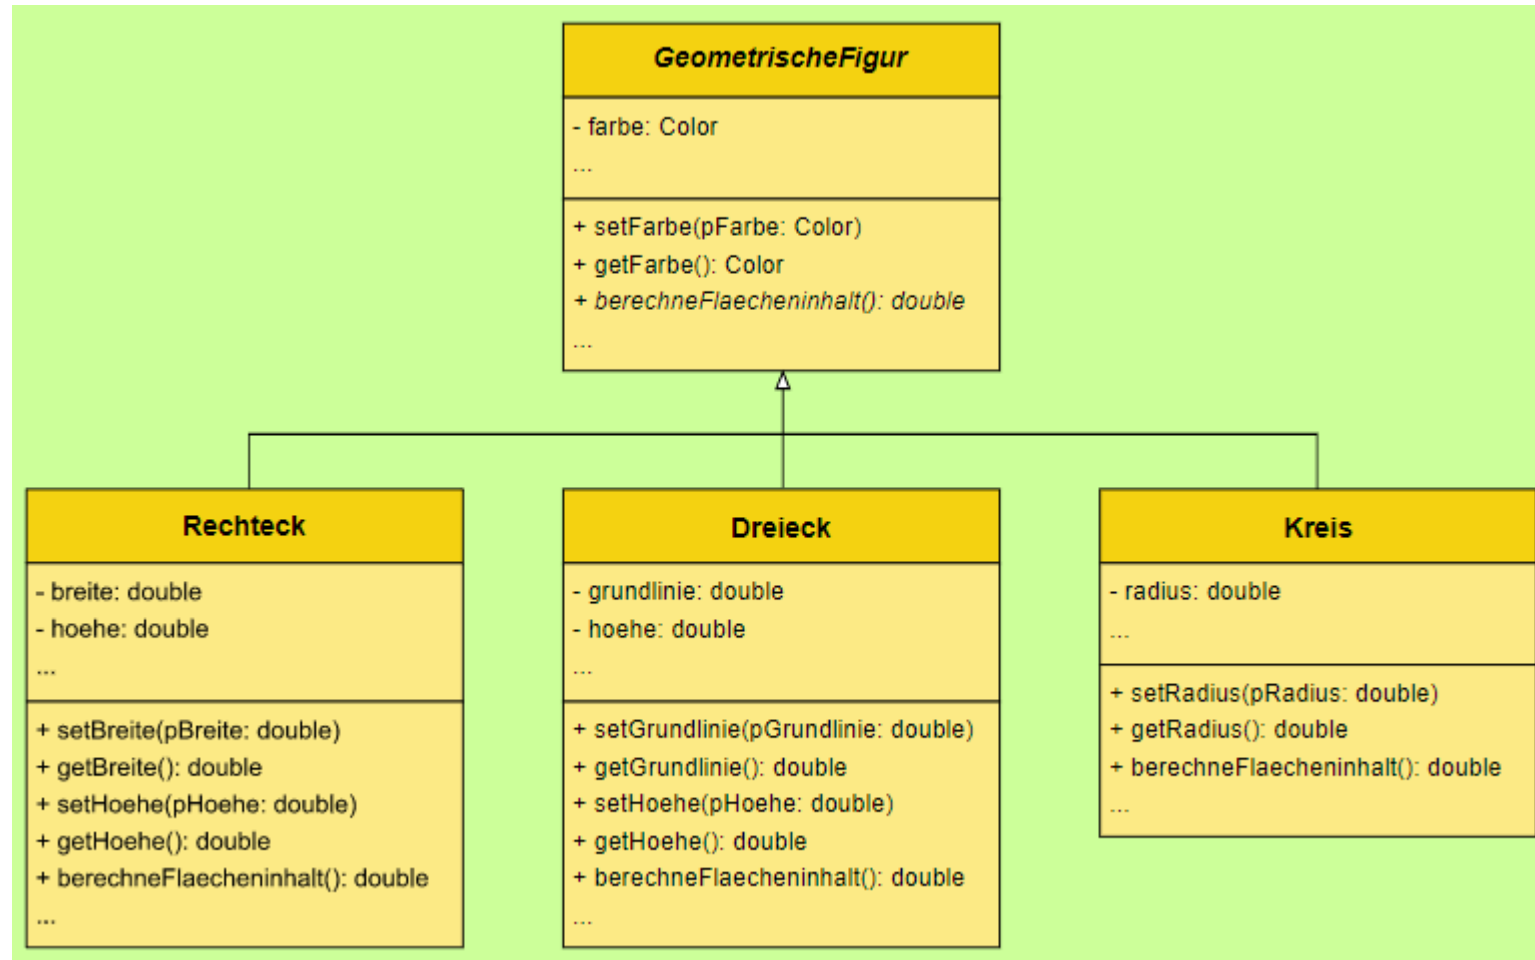 GeometrischeFigur
- farbe: Color
...
+ setFarbe(pFarbe: Color)
+ getFarbe(): Color
+ berechneFlaecheninhalt(): double
...
Rechteck
- breite: double
- hoehe: double
...
+ setBreite(pBreite: double)
+ getBreite(): double
+ setHoehe(pHoehe: double)
+ getHoehe(): double
+ berechneFlaecheninhalt(): double
...
Dreieck
- grundlinie: double
- hoehe: double
...
+ setGrundlinie(pGrundlinie: double)
+ getGrundlinie(): double
+ setHoehe(pHoehe: double)
+ getHoehe(): double
+ berechneFlaecheninhalt(): double
...
Kreis
- radius: double
...
+ setRadius(pRadius: double)
+ getRadius(): double
+ berechneFlaecheninhalt(): double
...